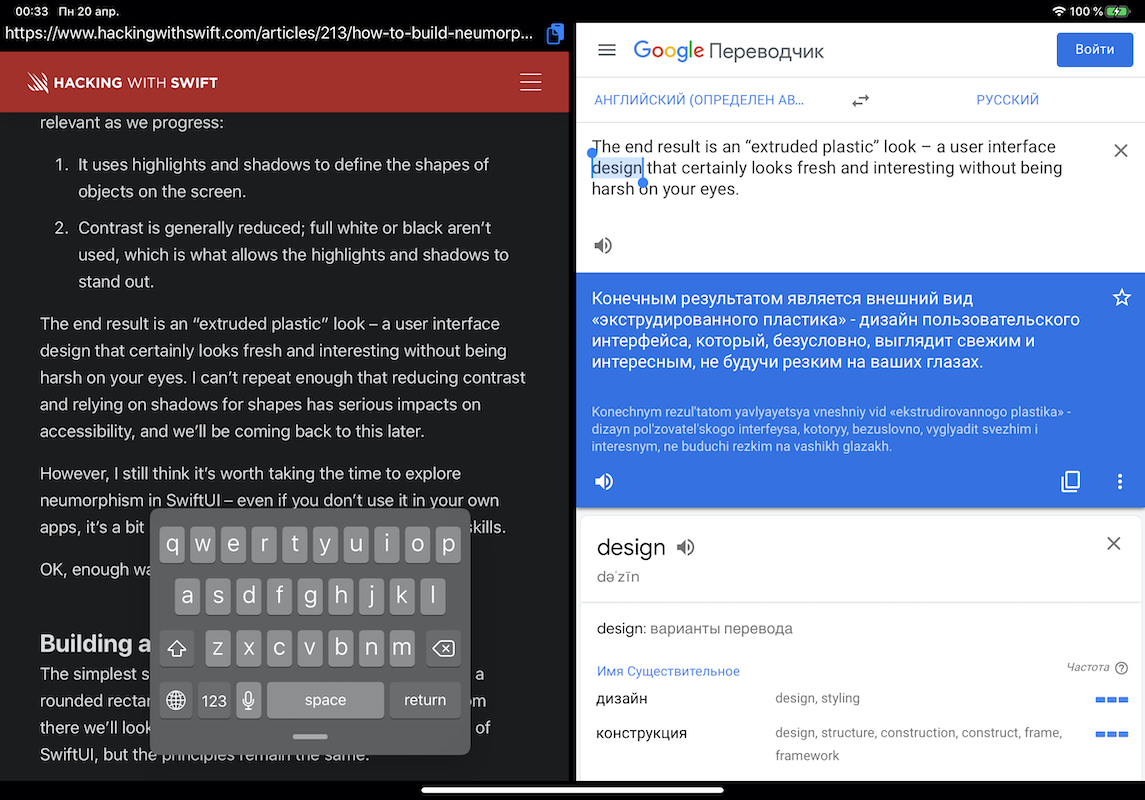 00:33 Пн 20 апр.
100 %
https://www.hackingwithswift.com/articles/213/how-to-build-neumorp...
HACKING WITH SWIFT
relevant as we progress:
1. It uses highlights and shadows to define the shapes of
objects on the screen.
2. Contrast is generally reduced; full white or black aren’t
used, which is what allows the highlights and shadows to
stand out.
The end result is an “extruded plastic” look – a user interface
design that certainly looks fresh and interesting without being
harsh on your eyes. I can’t repeat enough that reducing contrast
and relying on shadows for shapes has serious impacts on
accessibility, and we’ll be coming back to this later.
However, I still think it’s worth taking the time to explore
neumorphism in SwiftUI – even if you don’t use it in your own
apps, it’s a bit skills.
OK, enough wa
Building a
The simplest s a
rounded rectar om
there we’ll look of
SwiftUI, but the principles remain the same.
q w e r t y u i o p
a s d f g h j k l
z x c v b n m
123 space return
Google Переводчик
Войти
АНГЛИЙСКИЙ (ОПРЕДЕЛЕН АВ... РУССКИЙ
The end result is an “extruded plastic” look – a user interface
design that certainly looks fresh and interesting without being
harsh on your eyes.
Конечным результатом является внешний вид
«экструдированного пластика» - дизайн пользовательского
интерфейса, который, безусловно, выглядит свежим и
интересным, не будучи резким на ваших глазах.
Konechnym rezul'tatom yavlyayetsya vneshniy vid «ekstrudirovannogo plastika» -
dizayn pol'zovatel'skogo interfeysa, kotoryy, bezuslovno, vyglyadit svezhim i
interesnym, ne buduchi rezkim na vashikh glazakh.
design
dəˈzīn
design: варианты перевода
Имя Существительное Частота
дизайн design, styling
конструкция design, structure, construction, construct, frame,
framework